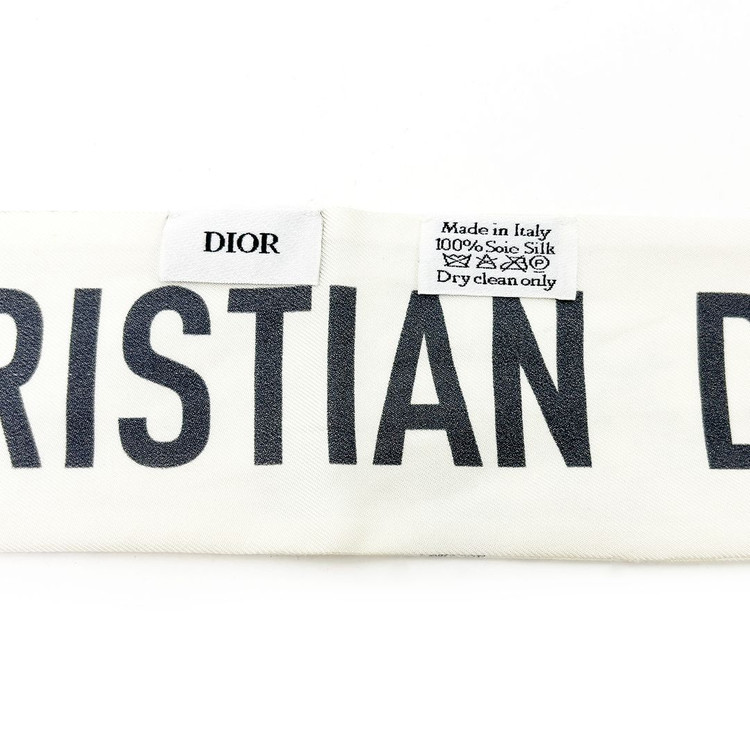 DIOR
Made in Italy
100% Soie Silk
Dry clean only
RISTIAN D